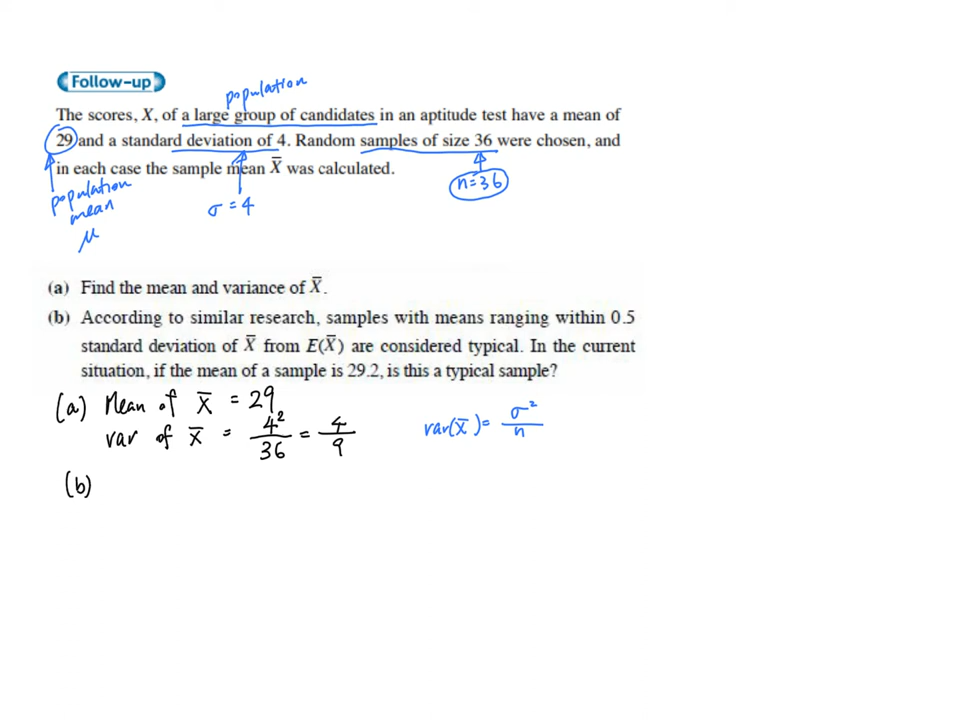 Follow-up
population
The scores, X, of a large group of candidates in an aptitude test have a mean of
29 and a standard deviation of 4. Random samples of size 36 were chosen, and
in each case the sample mean X̄ was calculated.
n=36
population
mean
μ
σ = 4
(a) Find the mean and variance of X̄.
(b) According to similar research, samples with means ranging within 0.5
standard deviation of X̄ from E(X̄) are considered typical. In the current
situation, if the mean of a sample is 29.2, is this a typical sample?
(a) Mean of X̄ = 29
var of X̄ = 4²/36 = 4/9
var(X̄) = σ²/n
(b)